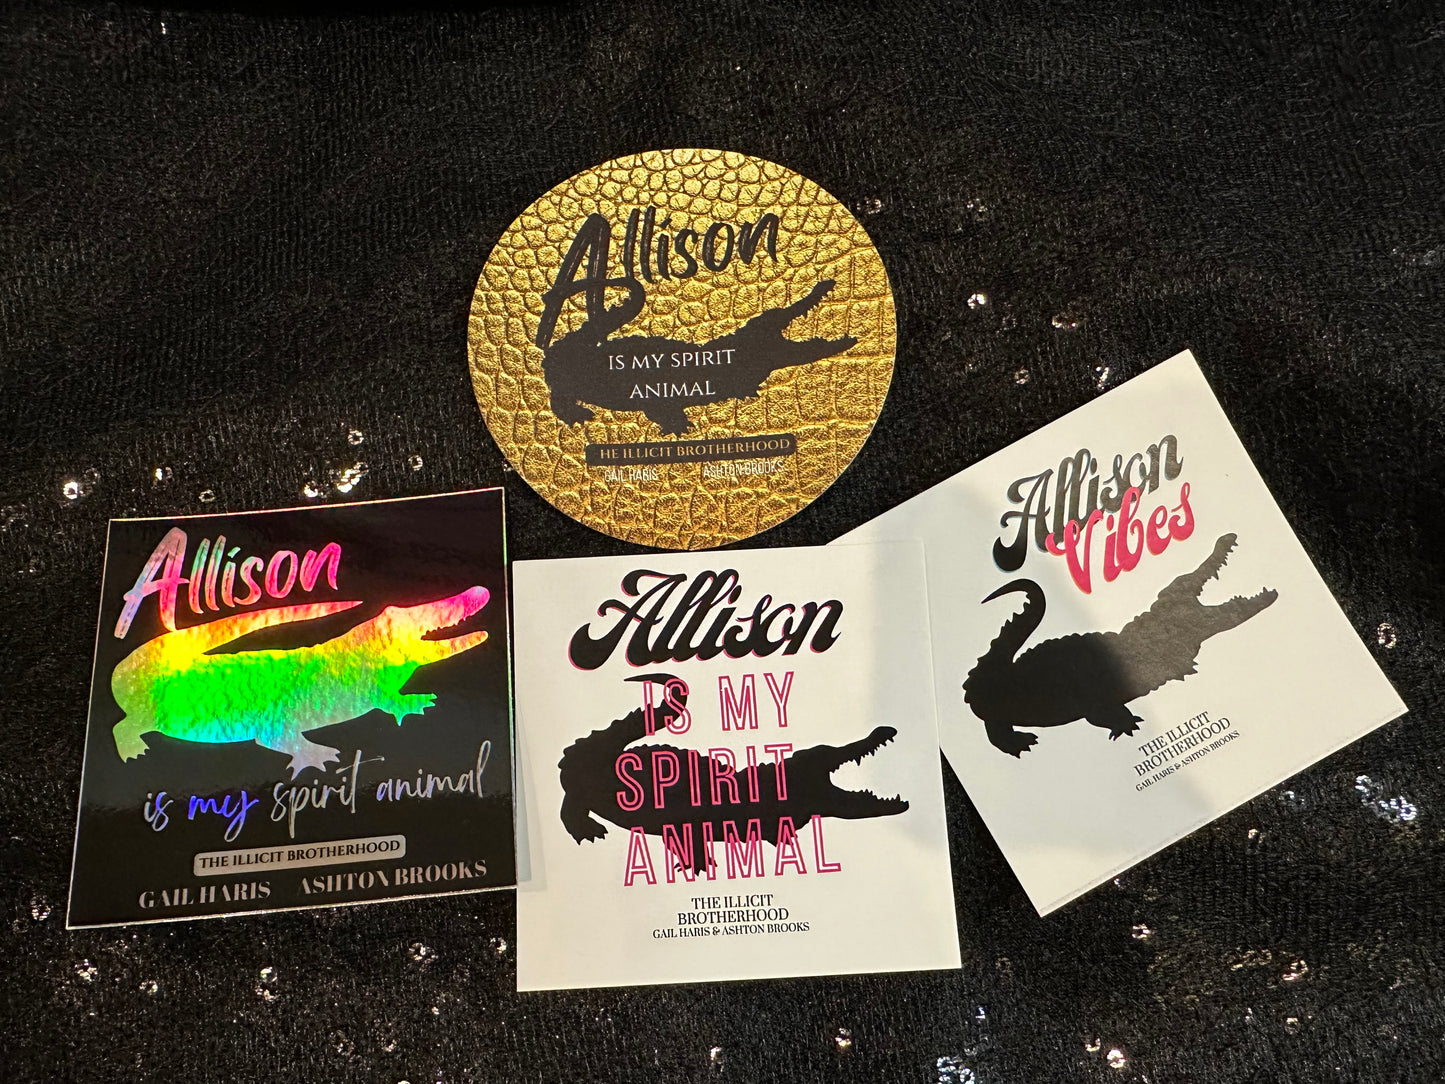 Allison
IS MY SPIRIT
ANIMAL
HE ILLICIT BROTHERHOOD
GAIL HARIS ASHTON BROOKS
Allison
is my spirit animal
THE ILLICIT BROTHERHOOD
GAIL HARIS ASHTON BROOKS
Allison
IS MY
SPIRIT
ANIMAL
THE ILLICIT
BROTHERHOOD
GAIL HARIS & ASHTON BROOKS
Allison
Vibes
THE ILLICIT
BROTHERHOOD
GAIL HARIS & ASHTON BROOKS